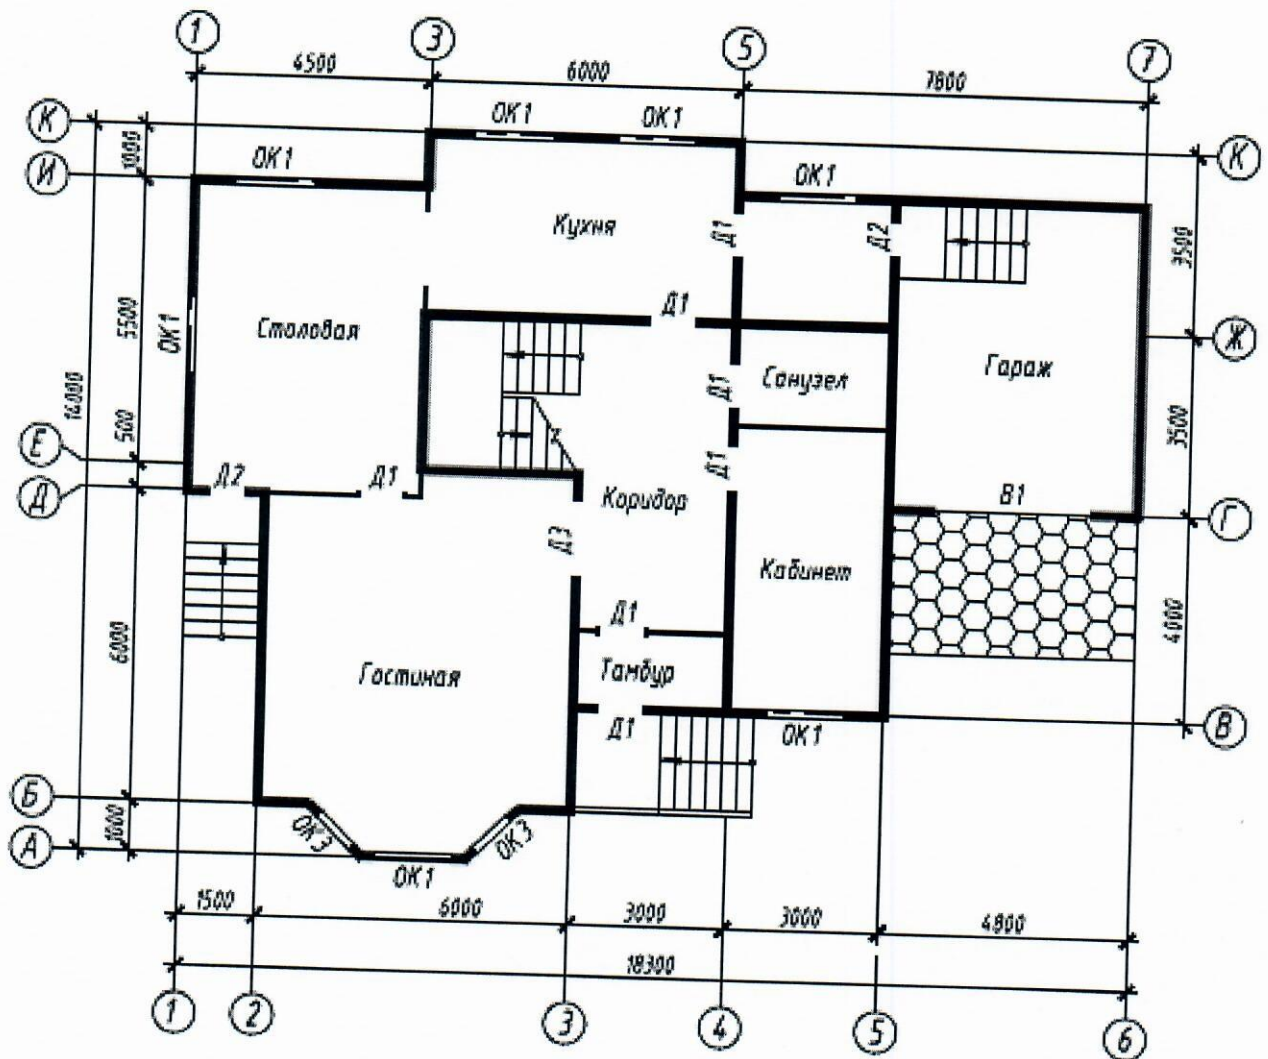 1
3
5
7
4500
6000
7800
К
ОК1
ОК1
К
1000
И
ОК1
ОК1
Кухня
Д1
Д2
3500
5500
ОК1
Столовая
Д1
Ж
14000
Санузел
Гараж
Д1
Е
500
Д1
3500
Д
Д2
Д1
Коридор
В1
Г
Д3
Кабинет
6000
Д1
4000
Гостиная
Тамбур
Д1
ОК1
В
Б
1000
ОК3
ОК3
А
ОК1
1500
6000
3000
3000
4800
18300
1
2
3
4
5
6